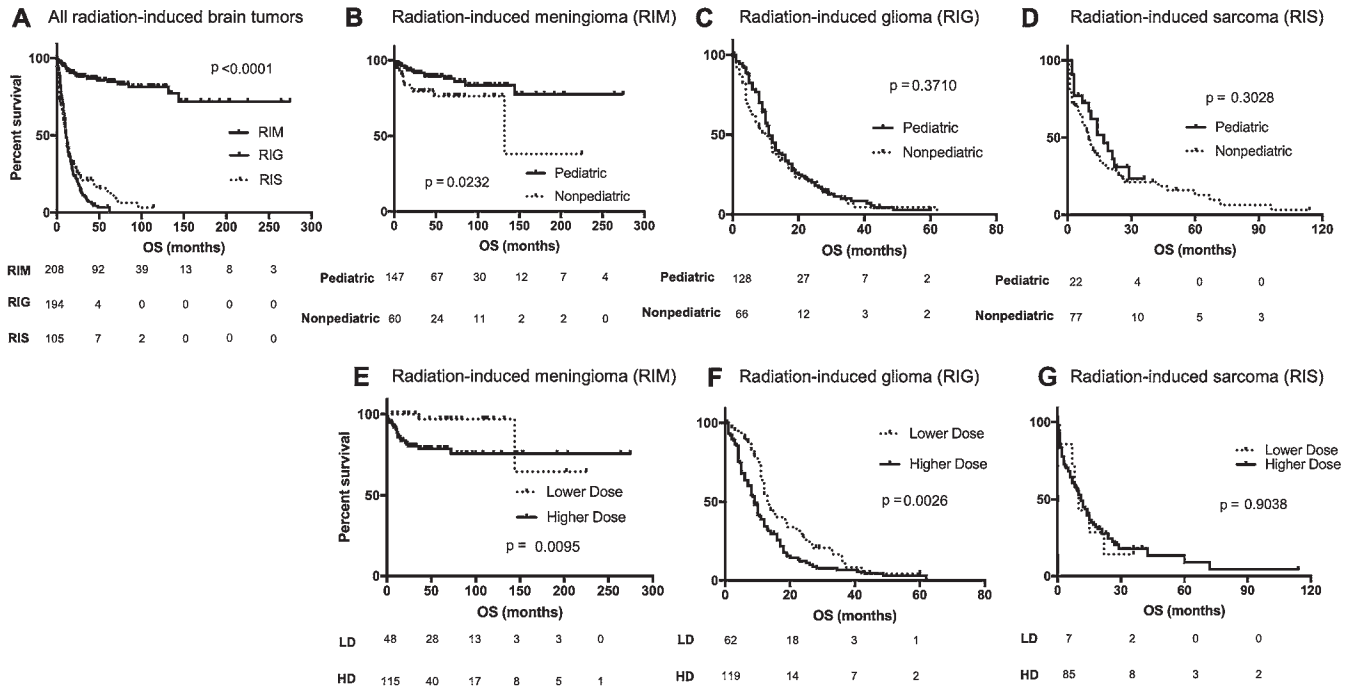 A All radiation-induced brain tumors
100
50
0
Percent survival
p <0.0001
RIM
RIG
RIS
0 50 100 150 200 250 300
OS (months)
RIM 208 92 39 13 8 3
RIG 194 4 0 0 0 0
RIS 105 7 2 0 0 0
B Radiation-induced meningioma (RIM)
100
50
0
p = 0.0232
Pediatric
Nonpediatric
0 50 100 150 200 250 300
OS (months)
Pediatric 147 67 30 12 7 4
Nonpediatric 60 24 11 2 2 0
C Radiation-induced glioma (RIG)
100
50
0
p = 0.3710
Pediatric
Nonpediatric
0 20 40 60 80
OS (months)
Pediatric 128 27 7 2
Nonpediatric 66 12 3 2
D Radiation-induced sarcoma (RIS)
100
50
0
p = 0.3028
Pediatric
Nonpediatric
0 30 60 90 120
OS (months)
Pediatric 22 4 0 0
Nonpediatric 77 10 5 3
E Radiation-induced meningioma (RIM)
100
50
0
Percent survival
Lower Dose
Higher Dose
p = 0.0095
0 50 100 150 200 250 300
OS (months)
LD 48 28 13 3 3 0
HD 115 40 17 8 5 1
F Radiation-induced glioma (RIG)
100
50
0
Lower Dose
Higher Dose
p = 0.0026
0 20 40 60 80
OS (months)
LD 62 18 3 1
HD 119 14 7 2
G Radiation-induced sarcoma (RIS)
100
50
0
Lower Dose
Higher Dose
p = 0.9038
0 30 60 90 120
OS (months)
LD 7 2 0 0
HD 85 8 3 2